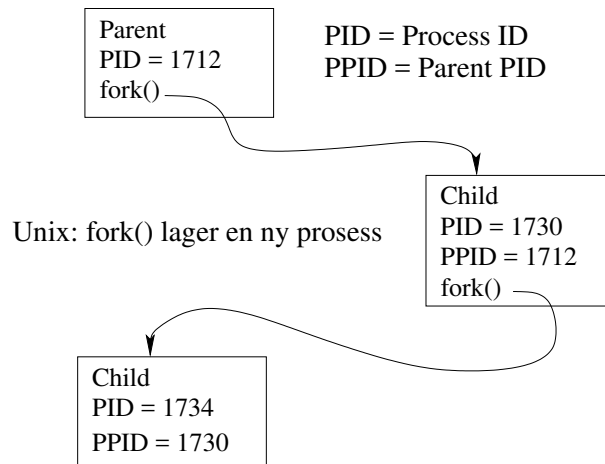 Parent
PID = 1712
fork()
PID = Process ID
PPID = Parent PID
Child
PID = 1730
PPID = 1712
fork()
Unix: fork() lager en ny prosess
Child
PID = 1734
PPID = 1730